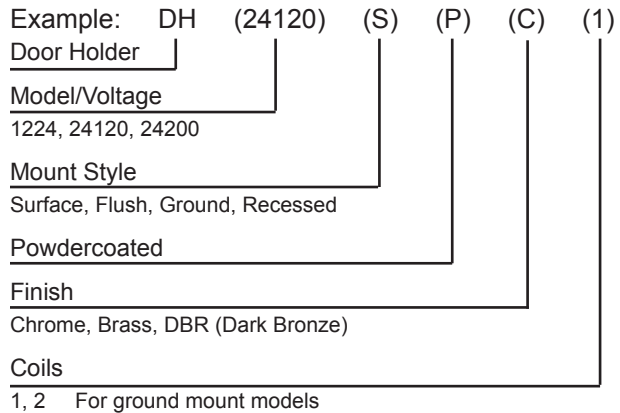 Example: DH (24120) (S) (P) (C) (1)
Door Holder
Model/Voltage
1224, 24120, 24200
Mount Style
Surface, Flush, Ground, Recessed
Powdercoated
Finish
Chrome, Brass, DBR (Dark Bronze)
Coils
1, 2 For ground mount models